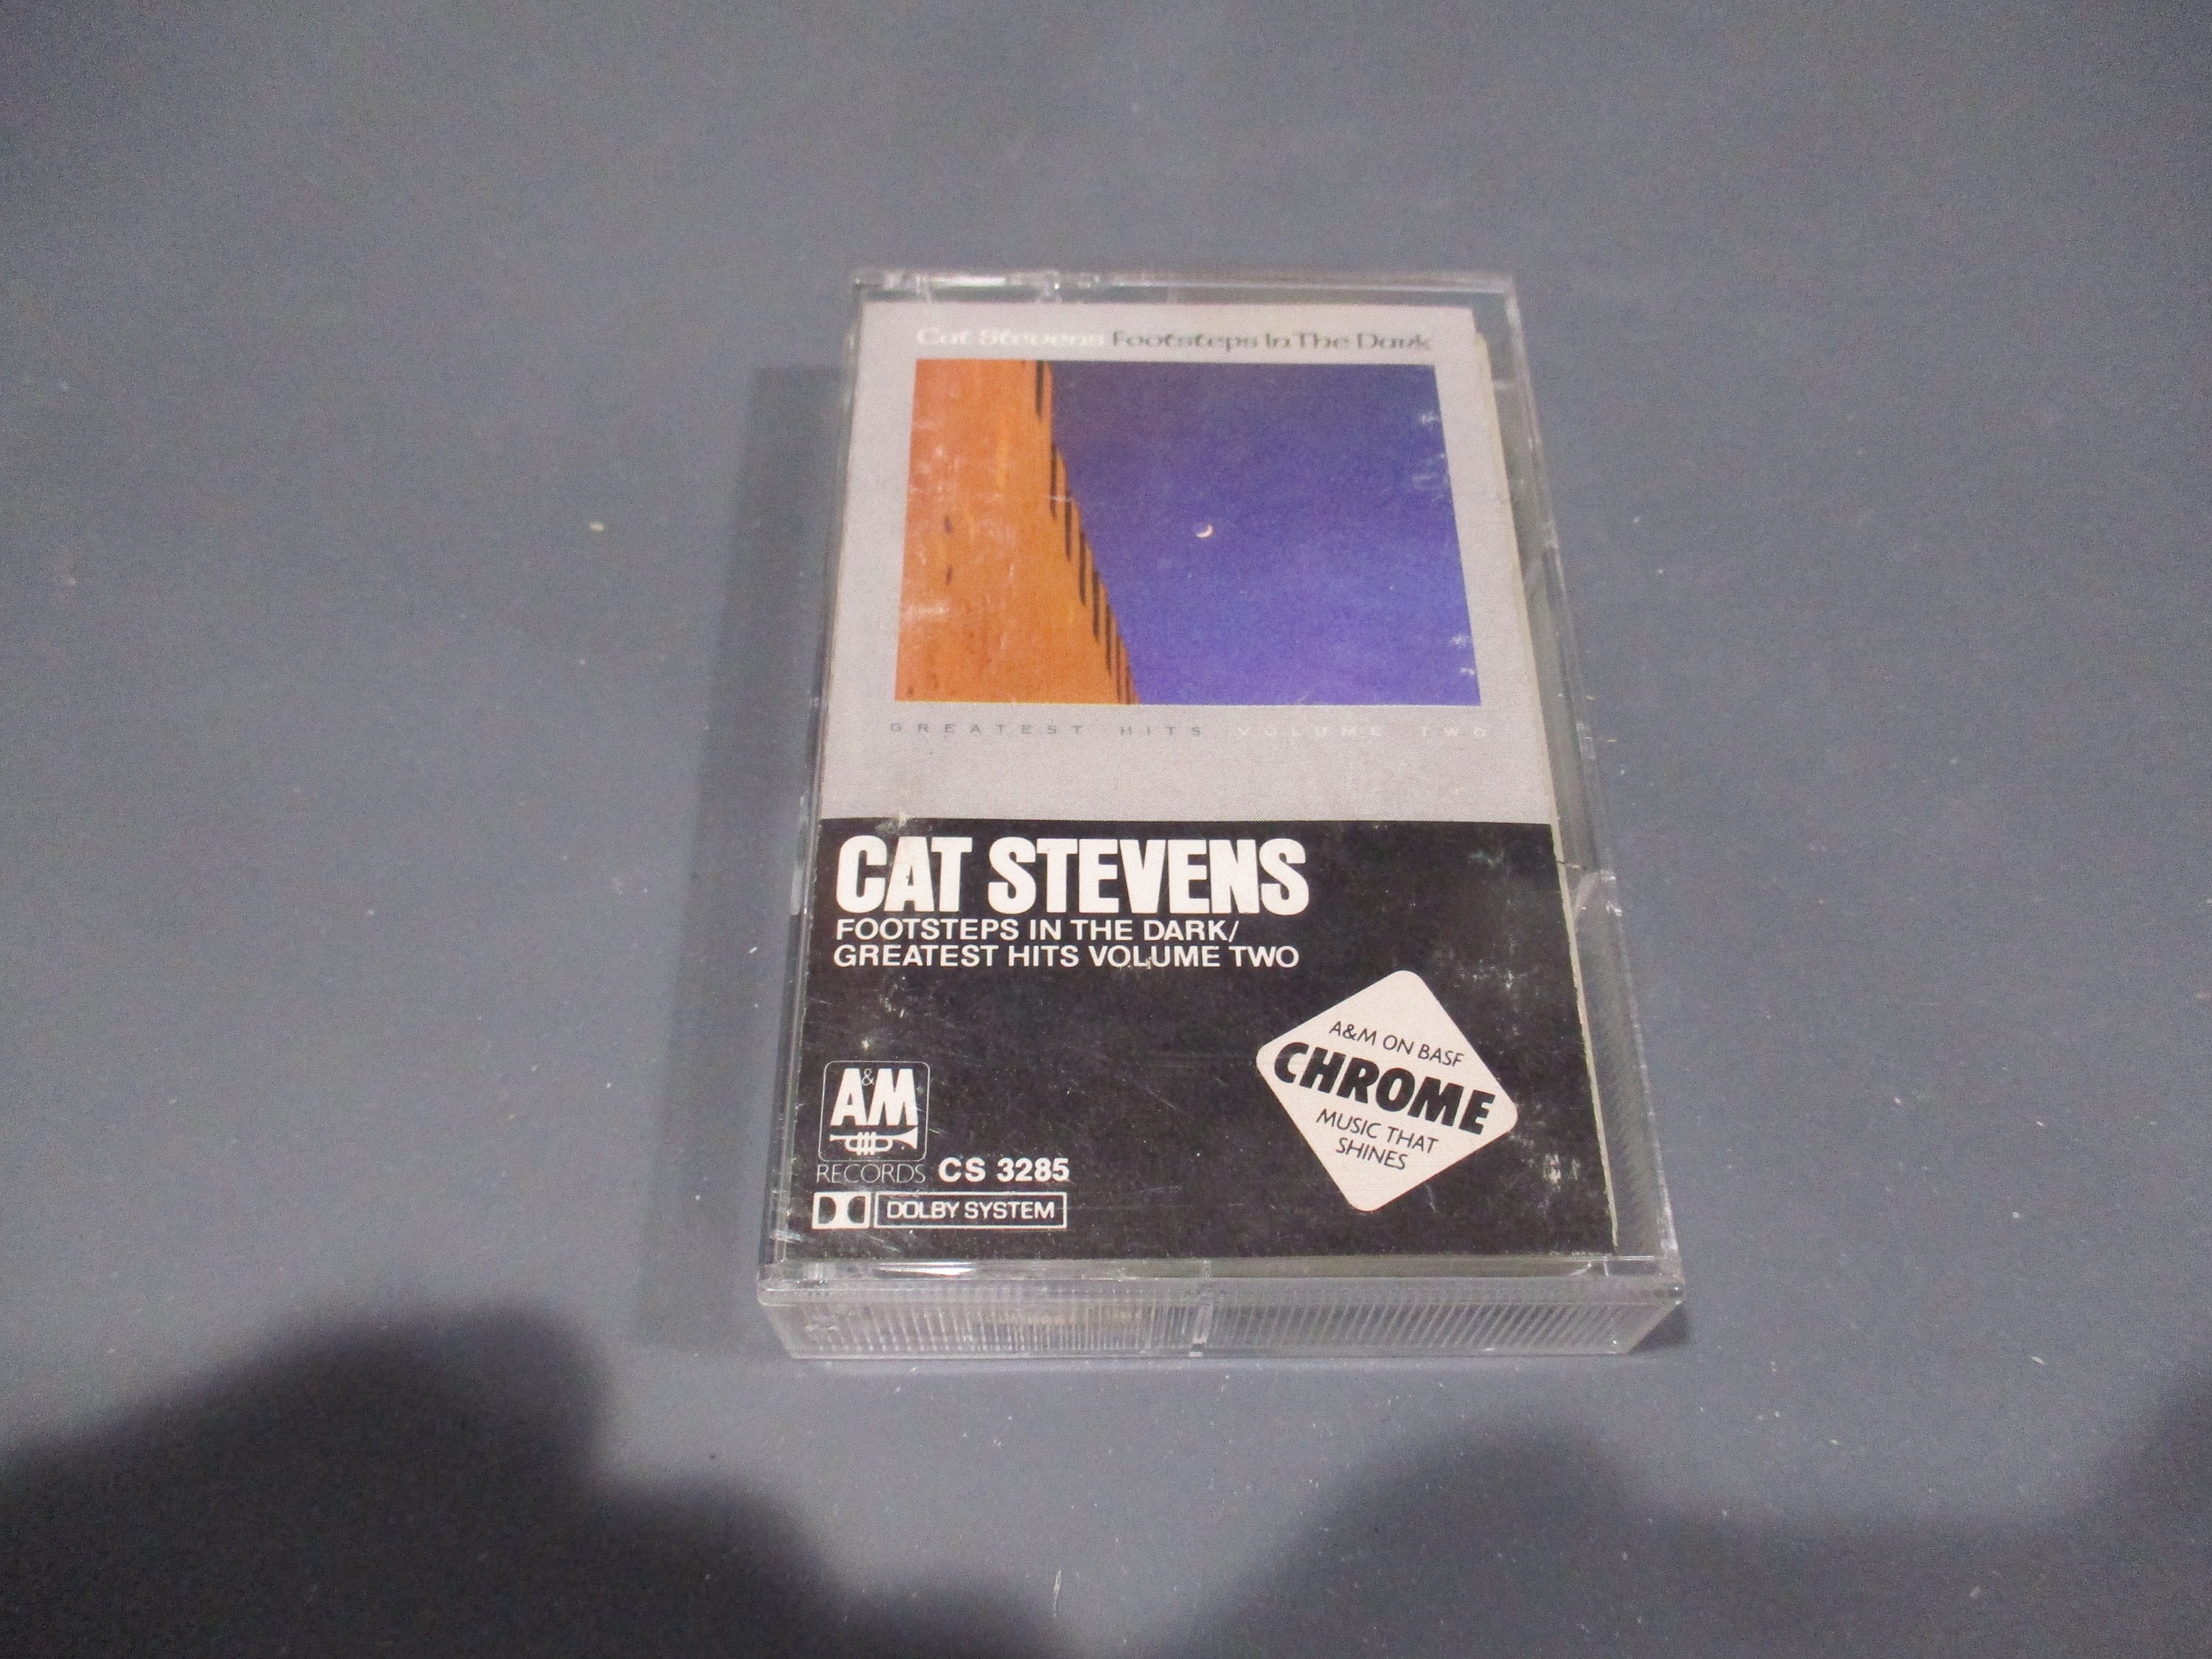 Cat Stevens Footsteps In The Dark
GREATEST HITS VOLUME TWO
CAT STEVENS
FOOTSTEPS IN THE DARK/
GREATEST HITS VOLUME TWO
A&M ON BASF
CHROME
MUSIC THAT
SHINES
A&M
RECORDS CS 3285
DOLBY SYSTEM